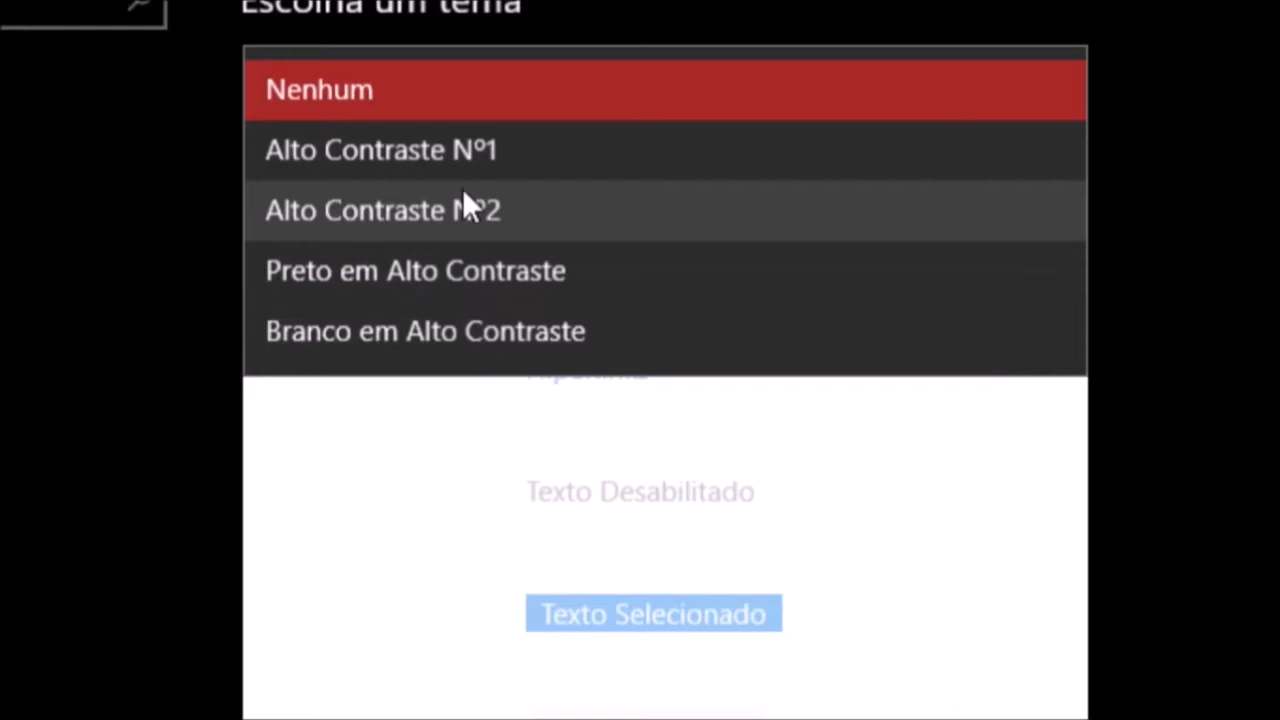 Escolha um tema
Nenhum
Alto Contraste Nº1
Alto Contraste Nº2
Preto em Alto Contraste
Branco em Alto Contraste
Texto Desabilitado
Texto Selecionado